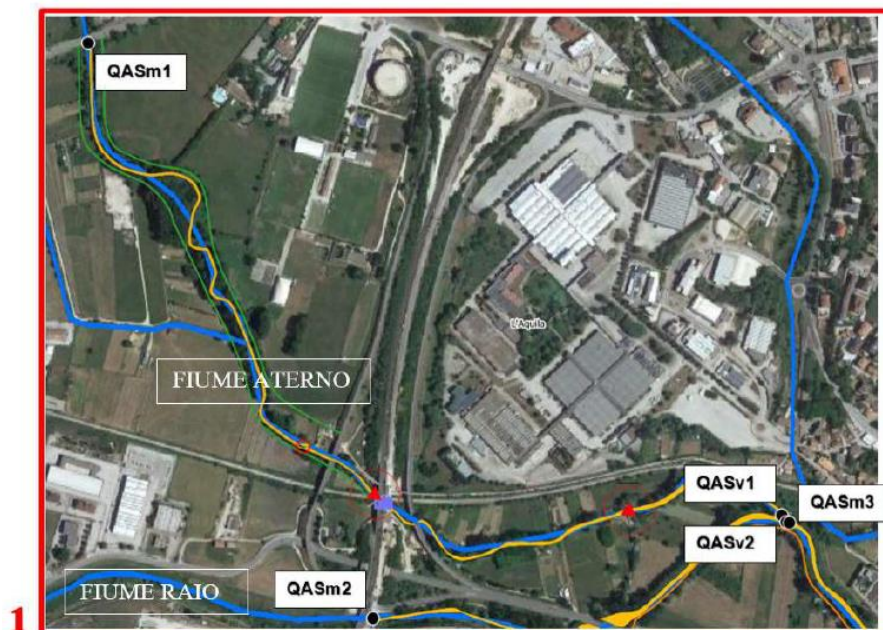 QASm1
L'Aquila
FIUME ATERNO
QASv1
QASm3
QASv2
FIUME RAIO
QASm2
1